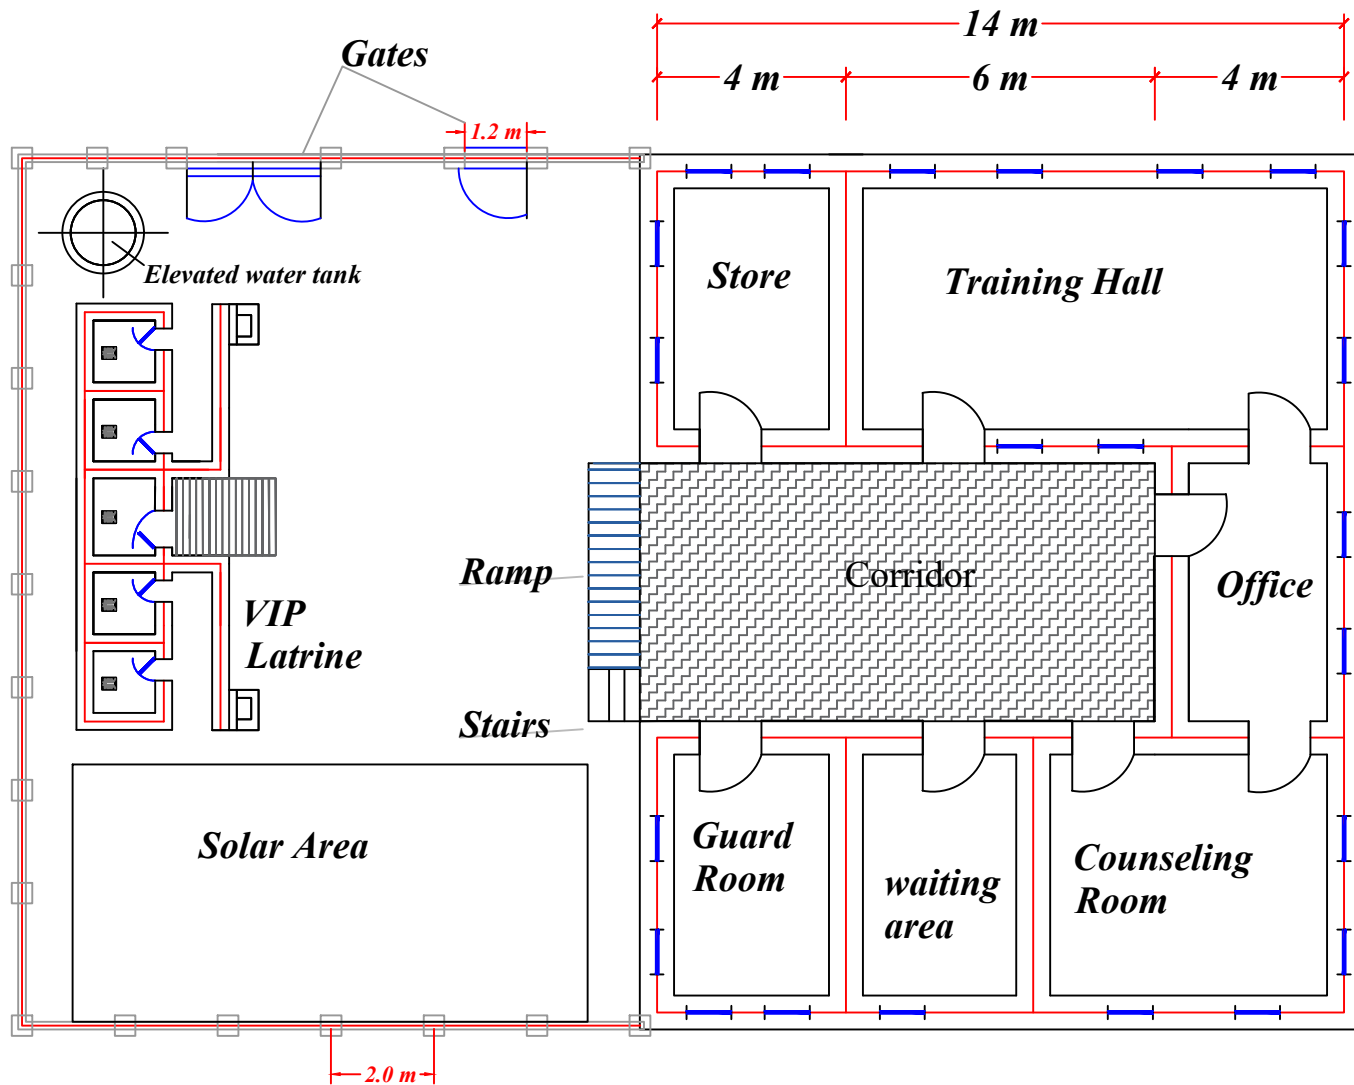 14 m
Gates
4 m
6 m
4 m
1.2 m
Elevated water tank
Store
Training Hall
Ramp
Corridor
Office
VIP
Latrine
Stairs
Solar Area
Guard
Room
waiting
area
Counseling
Room
2.0 m